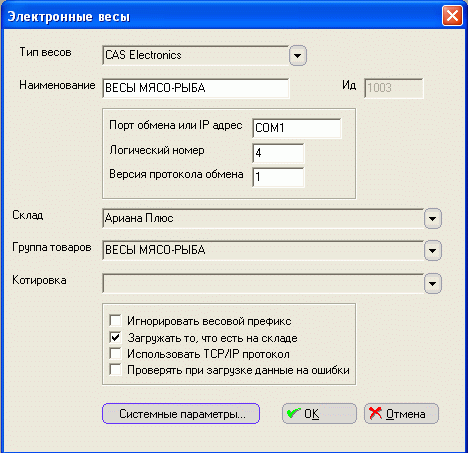 Электронные весы
Тип весов CAS Electronics
Наименование ВЕСЫ МЯСО-РЫБА Ид 1003
Порт обмена или IP адрес COM1
Логический номер 4
Версия протокола обмена 1
Склад Ариана Плюс
Группа товаров ВЕСЫ МЯСО-РЫБА
Котировка
Игнорировать весовой префикс
Загружать то, что есть на складе
Использовать TCP/IP протокол
Проверять при загрузке данные на ошибки
Системные параметры... OK Отмена